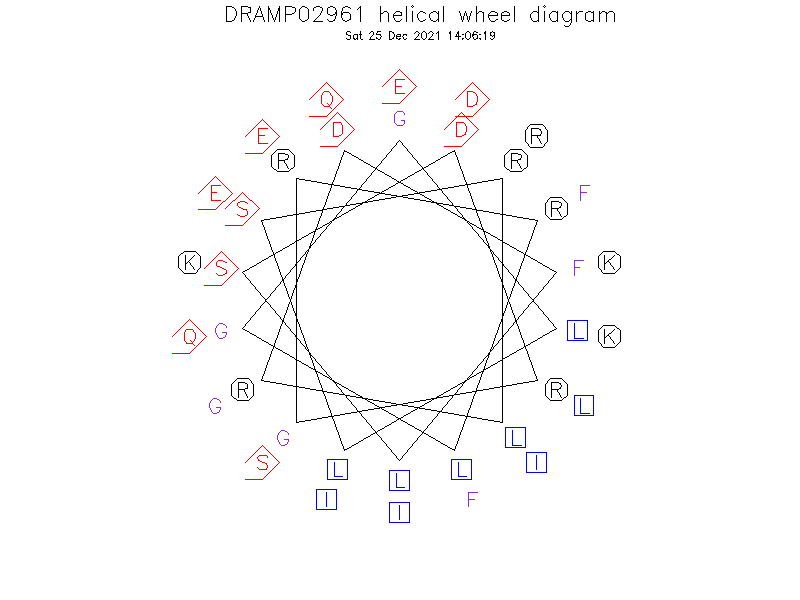 DRAMP02961 helical wheel diagram
Sat 25 Dec 2021 14:06:19
Q E D
G
E D D R
R R
E S R F
K S F K
Q G L K
G R R L
G L
S L L L I
I I F